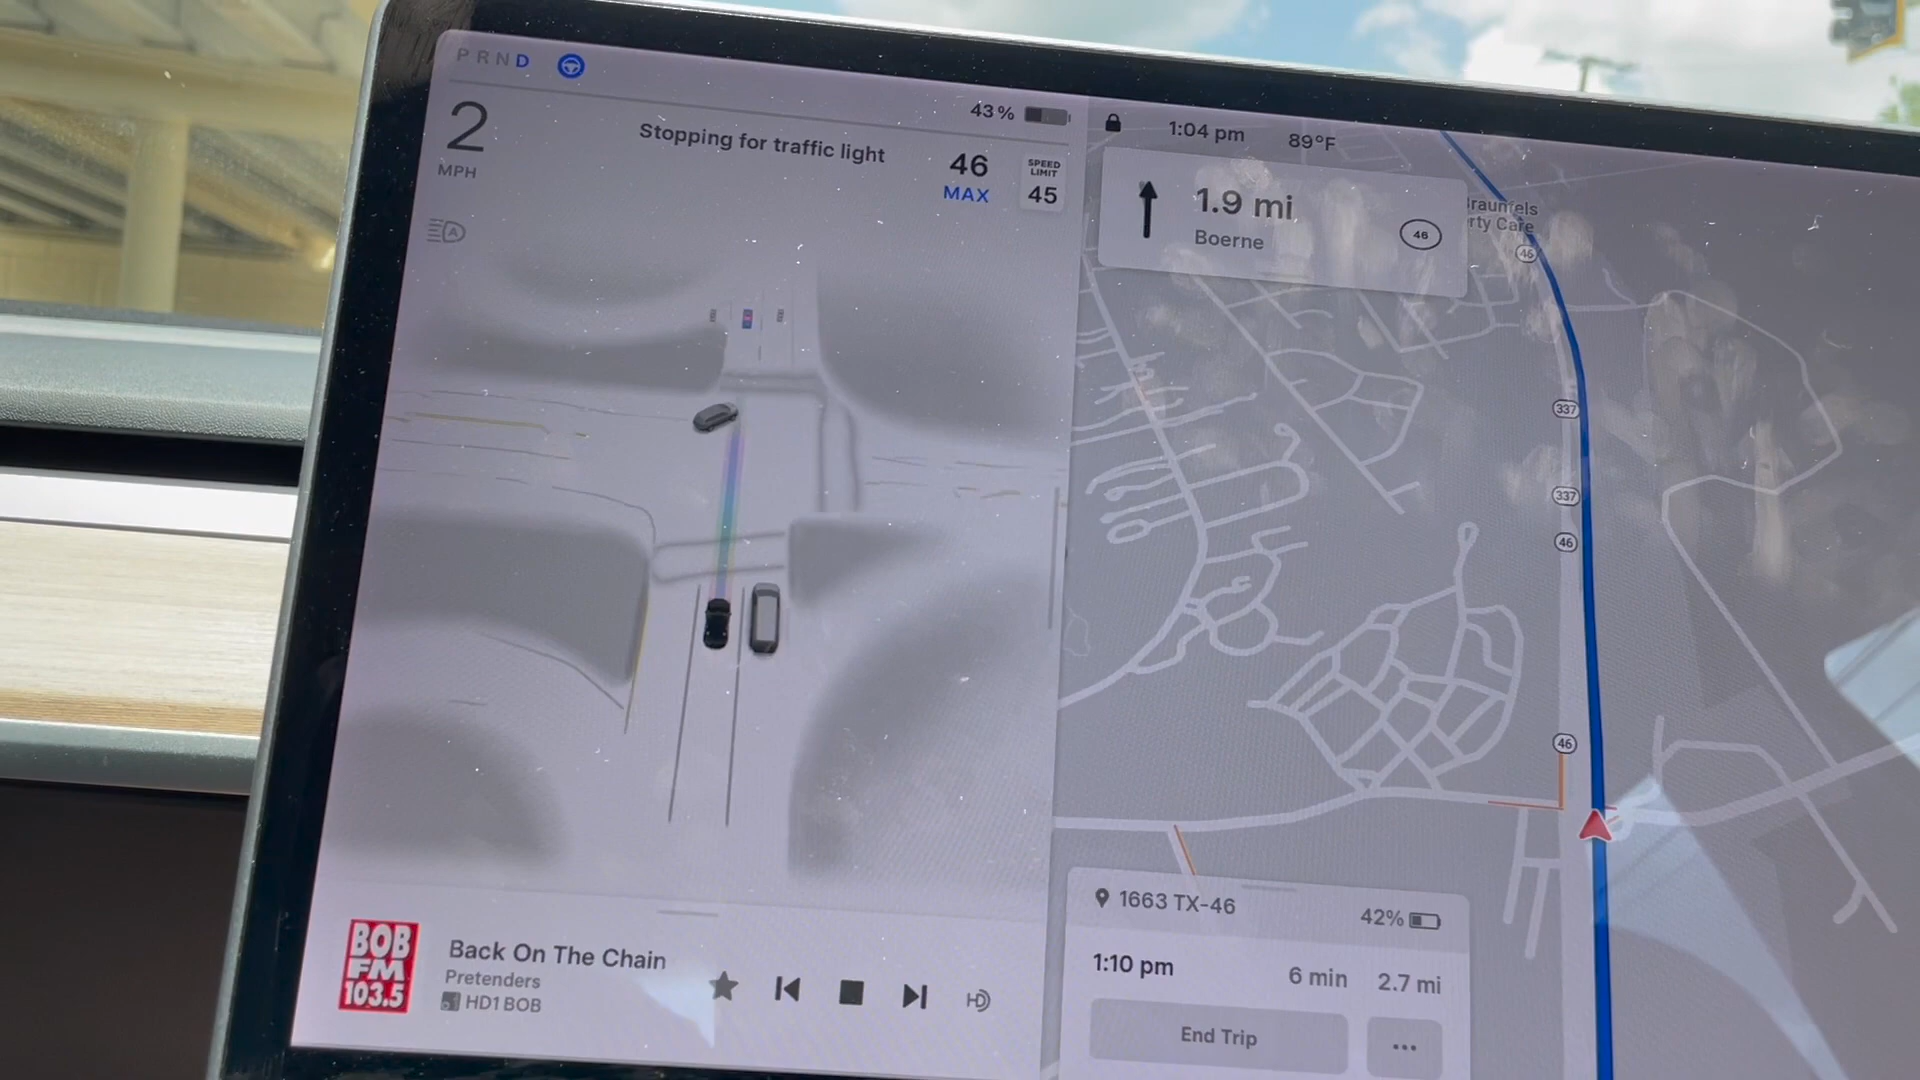 P R N D
43%
2
MPH
Stopping for traffic light
46
MAX
SPEED
LIMIT
45
A
1:04 pm
89°F
1.9 mi
Boerne
46
raunfels
rty Care
46
337
337
46
46
BOB
FM
103.5
Back On The Chain
Pretenders
HD1 BOB
HD
1663 TX-46
42%
1:10 pm
6 min
2.7 mi
End Trip
...